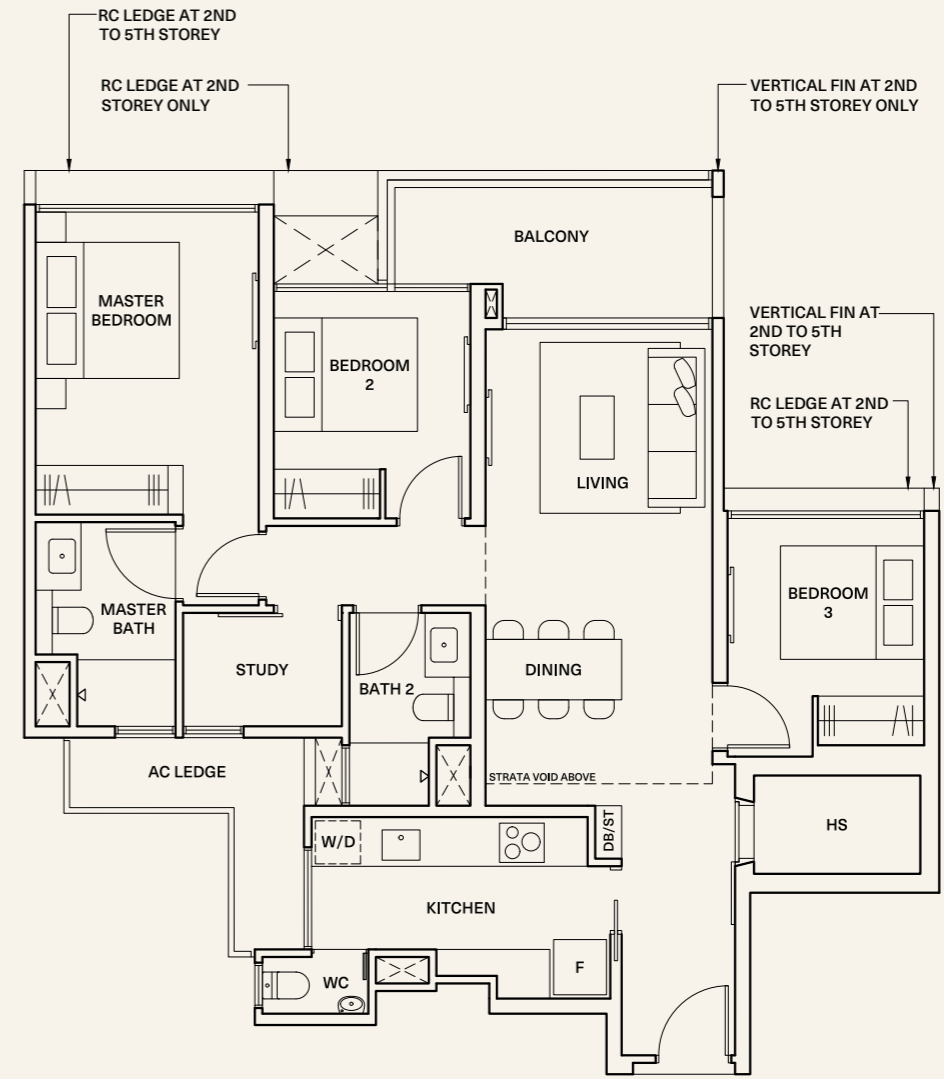 RC LEDGE AT 2ND
TO 5TH STOREY
RC LEDGE AT 2ND
STOREY ONLY
VERTICAL FIN AT 2ND
TO 5TH STOREY ONLY
BALCONY
MASTER
BEDROOM
VERTICAL FIN AT
2ND TO 5TH
STOREY
BEDROOM
2
RC LEDGE AT 2ND
TO 5TH STOREY
LIVING
BEDROOM
3
MASTER
BATH
STUDY
DINING
BATH 2
AC LEDGE
STRATA VOID ABOVE
W/D
DB/ST
HS
KITCHEN
F
WC